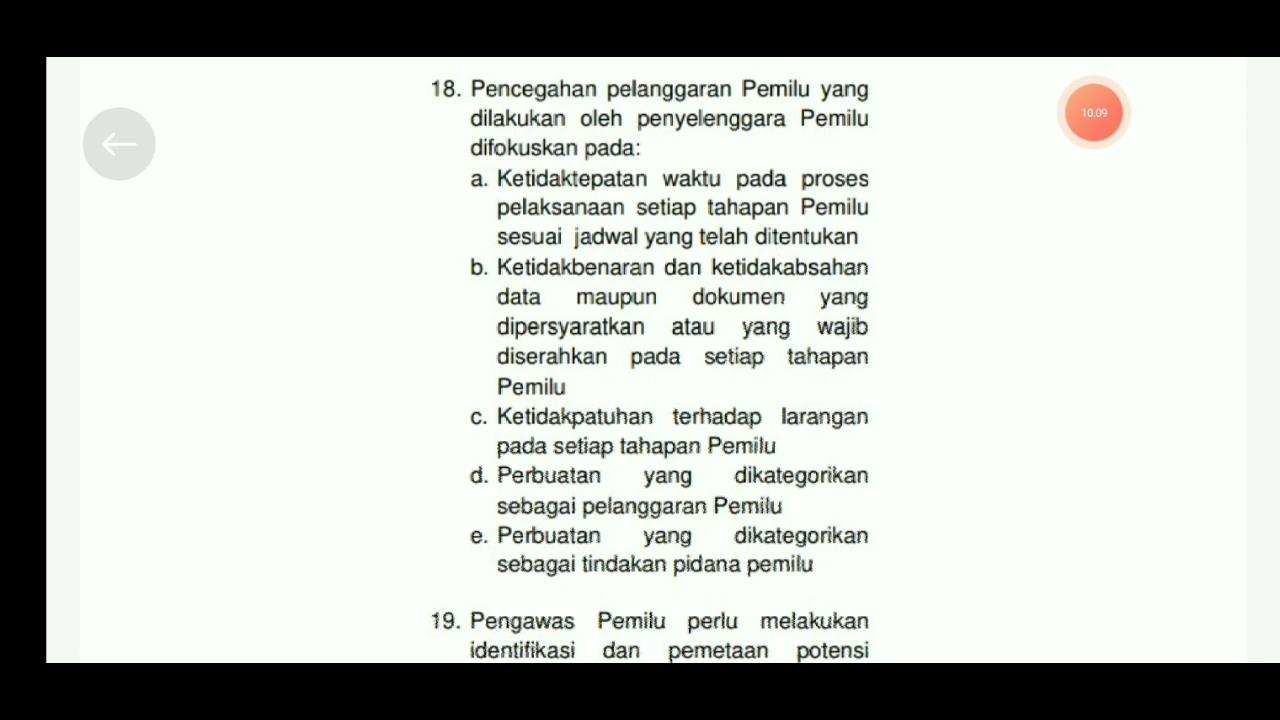 18. Pencegahan pelanggaran Pemilu yang
dilakukan oleh penyelenggara Pemilu
difokuskan pada:
a. Ketidaktepatan waktu pada proses
pelaksanaan setiap tahapan Pemilu
sesuai jadwal yang telah ditentukan
b. Ketidakbenaran dan ketidakabsahan
data maupun dokumen yang
dipersyaratkan atau yang wajib
diserahkan pada setiap tahapan
Pemilu
c. Ketidakpatuhan terhadap larangan
pada setiap tahapan Pemilu
d. Perbuatan yang dikategorikan
sebagai pelanggaran Pemilu
e. Perbuatan yang dikategorikan
sebagai tindakan pidana pemilu
19. Pengawas Pemilu perlu melakukan
identifikasi dan pemetaan potensi
10.09